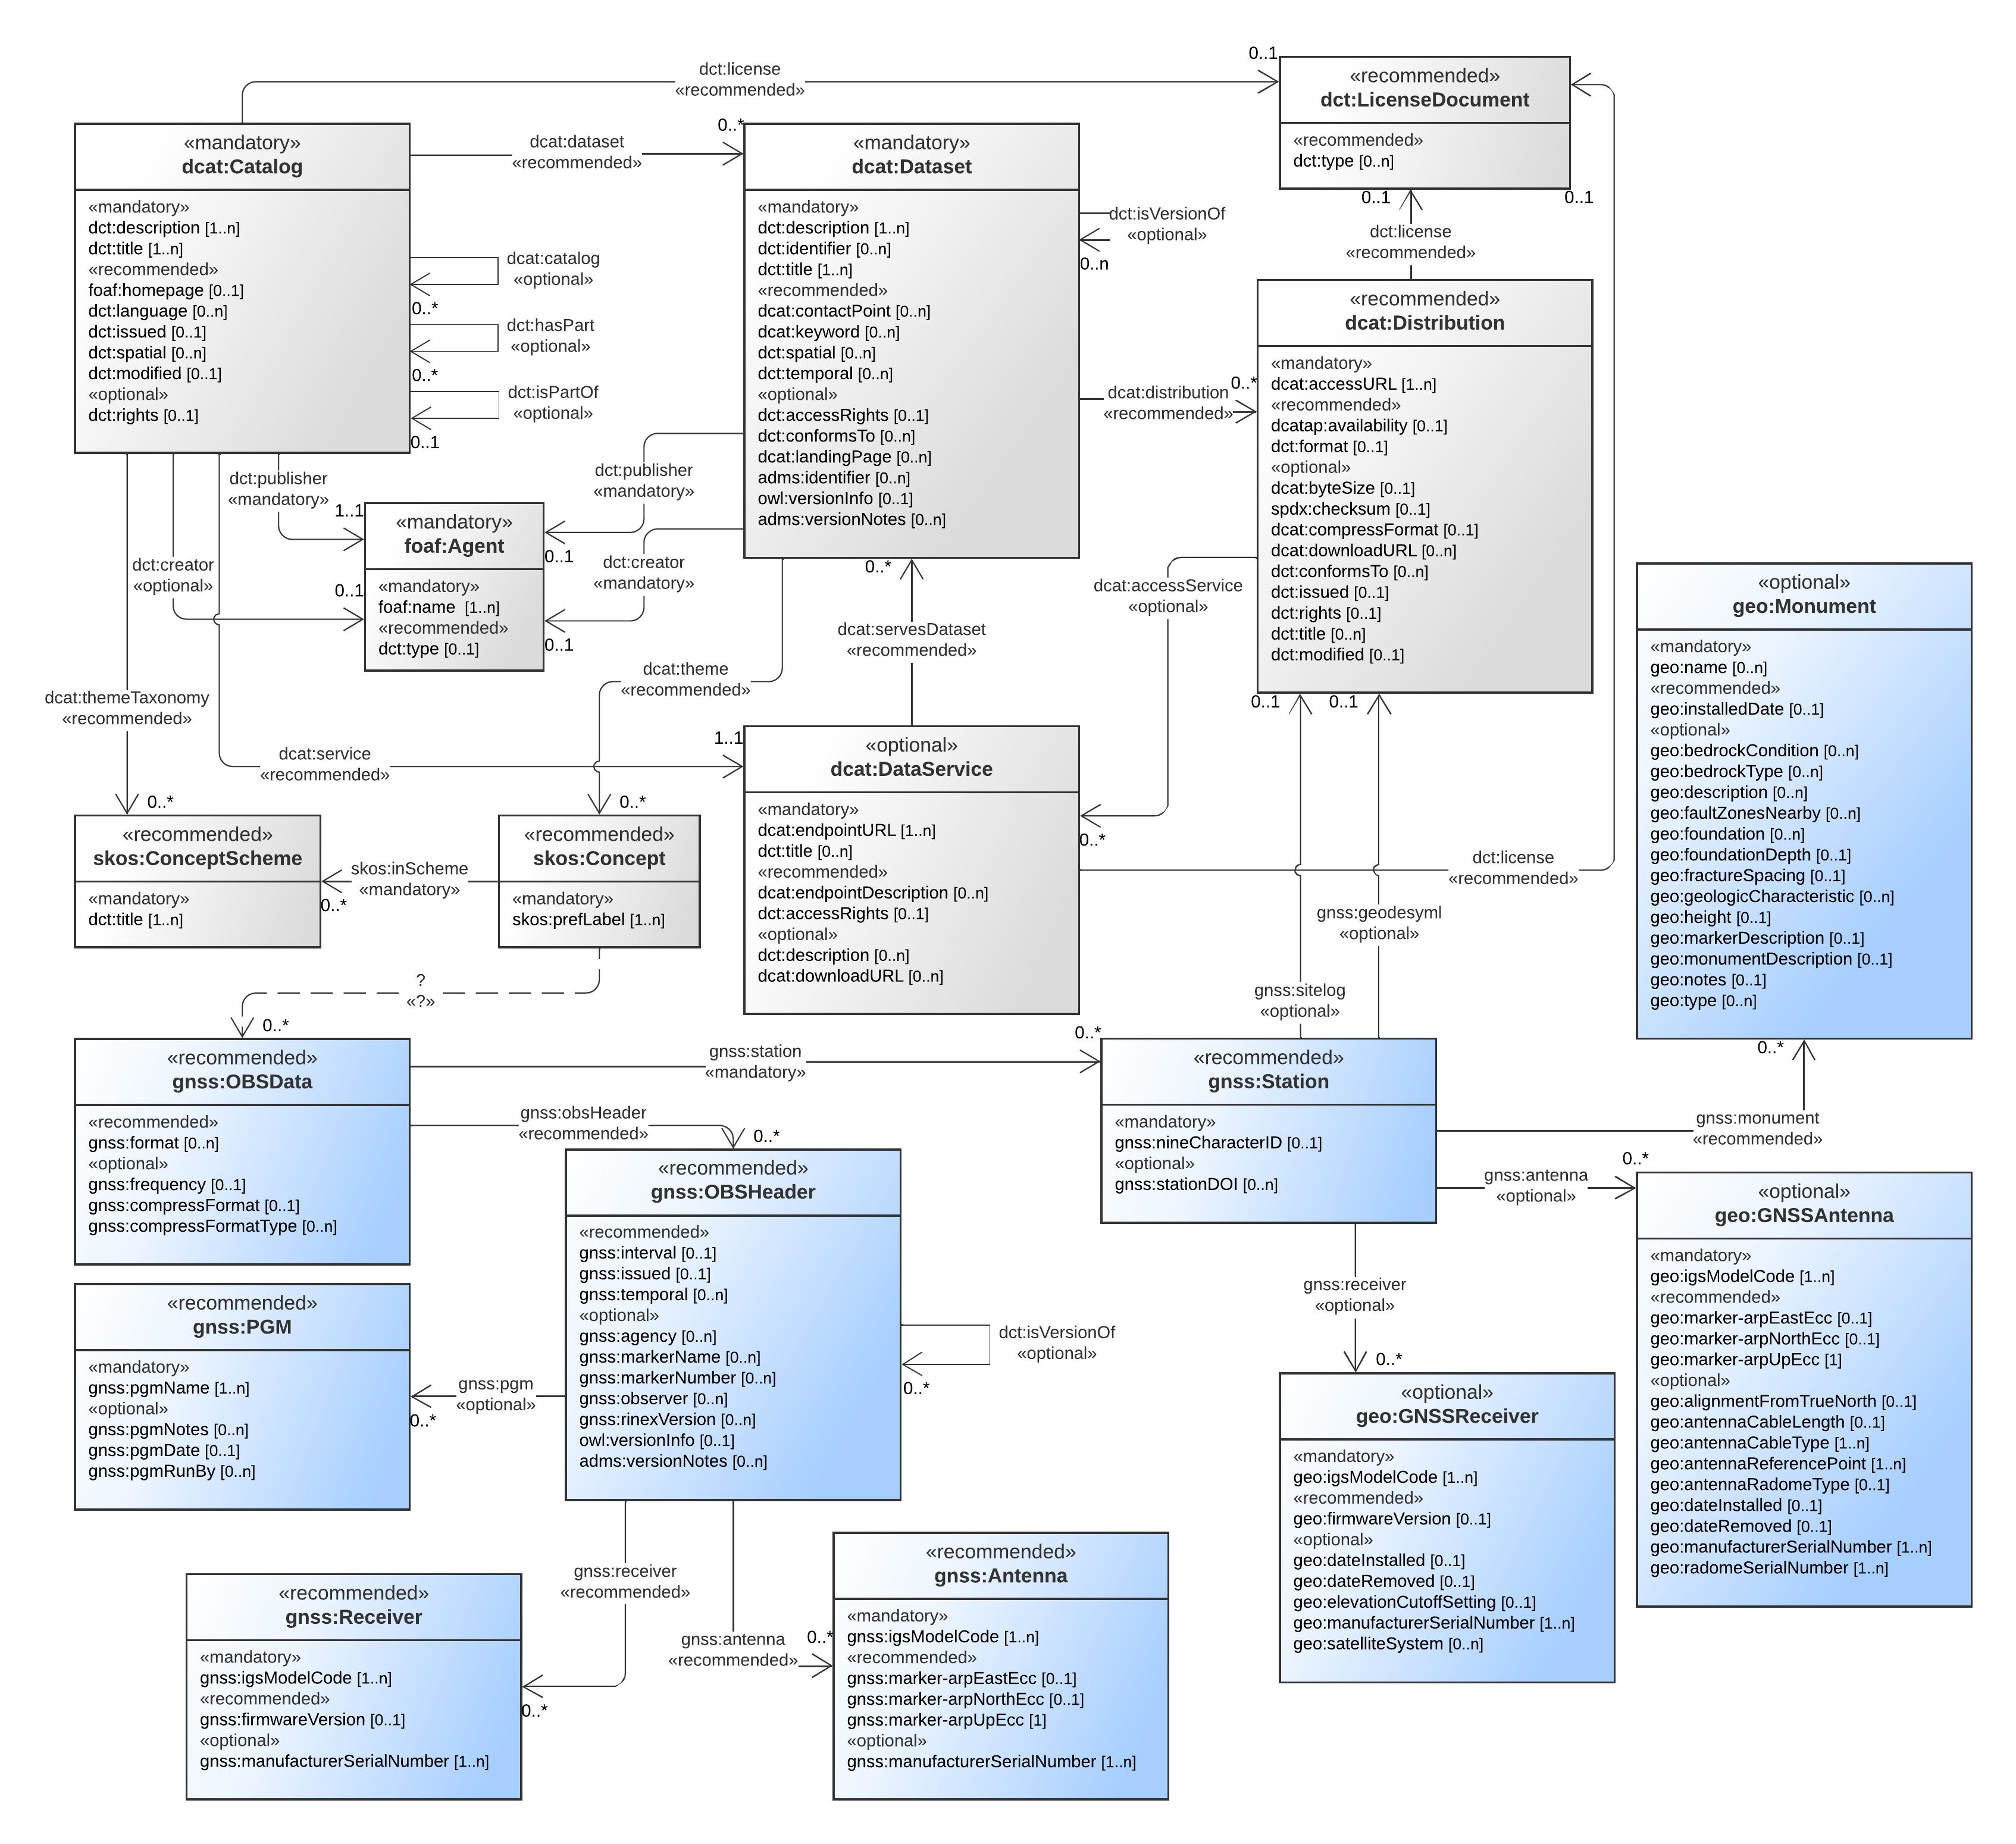 dct:license
«recommended»
0..1
«recommended»
dct:LicenseDocument
«recommended»
dct:type [0..n]
0..1
0..1
dct:license
«recommended»
«mandatory»
dcat:Catalog
«mandatory»
dct:description [1..n]
dct:title [1..n]
«recommended»
foaf:homepage [0..1]
dct:language [0..n]
dct:issued [0..1]
dct:spatial [0..n]
dct:modified [0..1]
«optional»
dct:rights [0..1]
dcat:dataset
«recommended»
0..*
dcat:catalog
«optional»
0..*
dct:hasPart
«optional»
0..*
dct:isPartOf
«optional»
0..1
«mandatory»
dcat:Dataset
«mandatory»
dct:description [1..n]
dct:identifier [0..n]
dct:title [1..n]
«recommended»
dcat:contactPoint [0..n]
dcat:keyword [0..n]
dct:spatial [0..n]
dct:temporal [0..n]
«optional»
dct:accessRights [0..1]
dct:conformsTo [0..n]
dcat:landingPage [0..n]
adms:identifier [0..n]
owl:versionInfo [0..1]
adms:versionNotes [0..n]
dct:isVersionOf
«optional»
0..n
dcat:distribution
«recommended»
0..*
«recommended»
dcat:Distribution
«mandatory»
dcat:accessURL [1..n]
«recommended»
dcatap:availability [0..1]
dct:format [0..1]
«optional»
dcat:byteSize [0..1]
spdx:checksum [0..1]
dcat:compressFormat [0..1]
dcat:downloadURL [0..n]
dct:conformsTo [0..n]
dct:issued [0..1]
dct:rights [0..1]
dct:title [0..n]
dct:modified [0..1]
0..1
0..1
dct:publisher
«mandatory»
1..1
dct:creator
«optional»
0..1
«mandatory»
foaf:Agent
«mandatory»
foaf:name [1..n]
«recommended»
dct:type [0..1]
dct:publisher
«mandatory»
0..1
dct:creator
«mandatory»
0..1
dcat:theme
«recommended»
0..*
dcat:servesDataset
«recommended»
0..*
dcat:accessService
«optional»
0..*
dcat:themeTaxonomy
«recommended»
0..*
dcat:service
«recommended»
1..1
«optional»
dcat:DataService
«mandatory»
dcat:endpointURL [1..n]
dct:title [0..n]
«recommended»
dcat:endpointDescription [0..n]
dct:accessRights [0..1]
«optional»
dct:description [0..n]
dcat:downloadURL [0..n]
dct:license
«recommended»
gnss:geodesyml
«optional»
gnss:sitelog
«optional»
«optional»
geo:Monument
«mandatory»
geo:name [0..n]
«recommended»
geo:installedDate [0..1]
«optional»
geo:bedrockCondition [0..n]
geo:bedrockType [0..n]
geo:description [0..n]
geo:faultZonesNearby [0..n]
geo:foundation [0..n]
geo:foundationDepth [0..1]
geo:fractureSpacing [0..1]
geo:geologicCharacteristic [0..n]
geo:height [0..1]
geo:markerDescription [0..1]
geo:monumentDescription [0..1]
geo:notes [0..1]
geo:type [0..n]
0..*
«recommended»
skos:ConceptScheme
«mandatory»
dct:title [1..n]
skos:inScheme
«mandatory»
0..*
«recommended»
skos:Concept
«mandatory»
skos:prefLabel [1..n]
?
«?»
0..*
«recommended»
gnss:OBSData
«recommended»
gnss:format [0..n]
«optional»
gnss:frequency [0..1]
gnss:compressFormat [0..1]
gnss:compressFormatType [0..n]
gnss:station
«mandatory»
0..*
gnss:obsHeader
«recommended»
0..*
«recommended»
gnss:Station
«mandatory»
gnss:nineCharacterID [0..1]
«optional»
gnss:stationDOI [0..n]
gnss:monument
«recommended»
gnss:antenna
«optional»
0..*
gnss:receiver
«optional»
0..*
«recommended»
gnss:OBSHeader
«recommended»
gnss:interval [0..1]
gnss:issued [0..1]
gnss:temporal [0..n]
«optional»
gnss:agency [0..n]
gnss:markerName [0..n]
gnss:markerNumber [0..n]
gnss:observer [0..n]
gnss:rinexVersion [0..n]
owl:versionInfo [0..1]
adms:versionNotes [0..n]
dct:isVersionOf
«optional»
0..*
«recommended»
gnss:PGM
«mandatory»
gnss:pgmName [1..n]
«optional»
gnss:pgmNotes [0..n]
gnss:pgmDate [0..1]
gnss:pgmRunBy [0..n]
gnss:pgm
«optional»
0..*
«optional»
geo:GNSSAntenna
«mandatory»
geo:igsModelCode [1..n]
«recommended»
geo:marker-arpEastEcc [0..1]
geo:marker-arpNorthEcc [0..1]
geo:marker-arpUpEcc [1]
«optional»
geo:alignmentFromTrueNorth [0..1]
geo:antennaCableLength [0..1]
geo:antennaCableType [1..n]
geo:antennaReferencePoint [1..n]
geo:antennaRadomeType [0..1]
geo:dateInstalled [0..1]
geo:dateRemoved [0..1]
geo:manufacturerSerialNumber [1..n]
geo:radomeSerialNumber [1..n]
«optional»
geo:GNSSReceiver
«mandatory»
geo:igsModelCode [1..n]
«recommended»
geo:firmwareVersion [0..1]
«optional»
geo:dateInstalled [0..1]
geo:dateRemoved [0..1]
geo:elevationCutoffSetting [0..1]
geo:manufacturerSerialNumber [1..n]
geo:satelliteSystem [0..n]
gnss:receiver
«recommended»
0..*
gnss:antenna
«recommended»
0..*
«recommended»
gnss:Receiver
«mandatory»
gnss:igsModelCode [1..n]
«recommended»
gnss:firmwareVersion [0..1]
«optional»
gnss:manufacturerSerialNumber [1..n]
«recommended»
gnss:Antenna
«mandatory»
gnss:igsModelCode [1..n]
«recommended»
gnss:marker-arpEastEcc [0..1]
gnss:marker-arpNorthEcc [0..1]
gnss:marker-arpUpEcc [1]
«optional»
gnss:manufacturerSerialNumber [1..n]